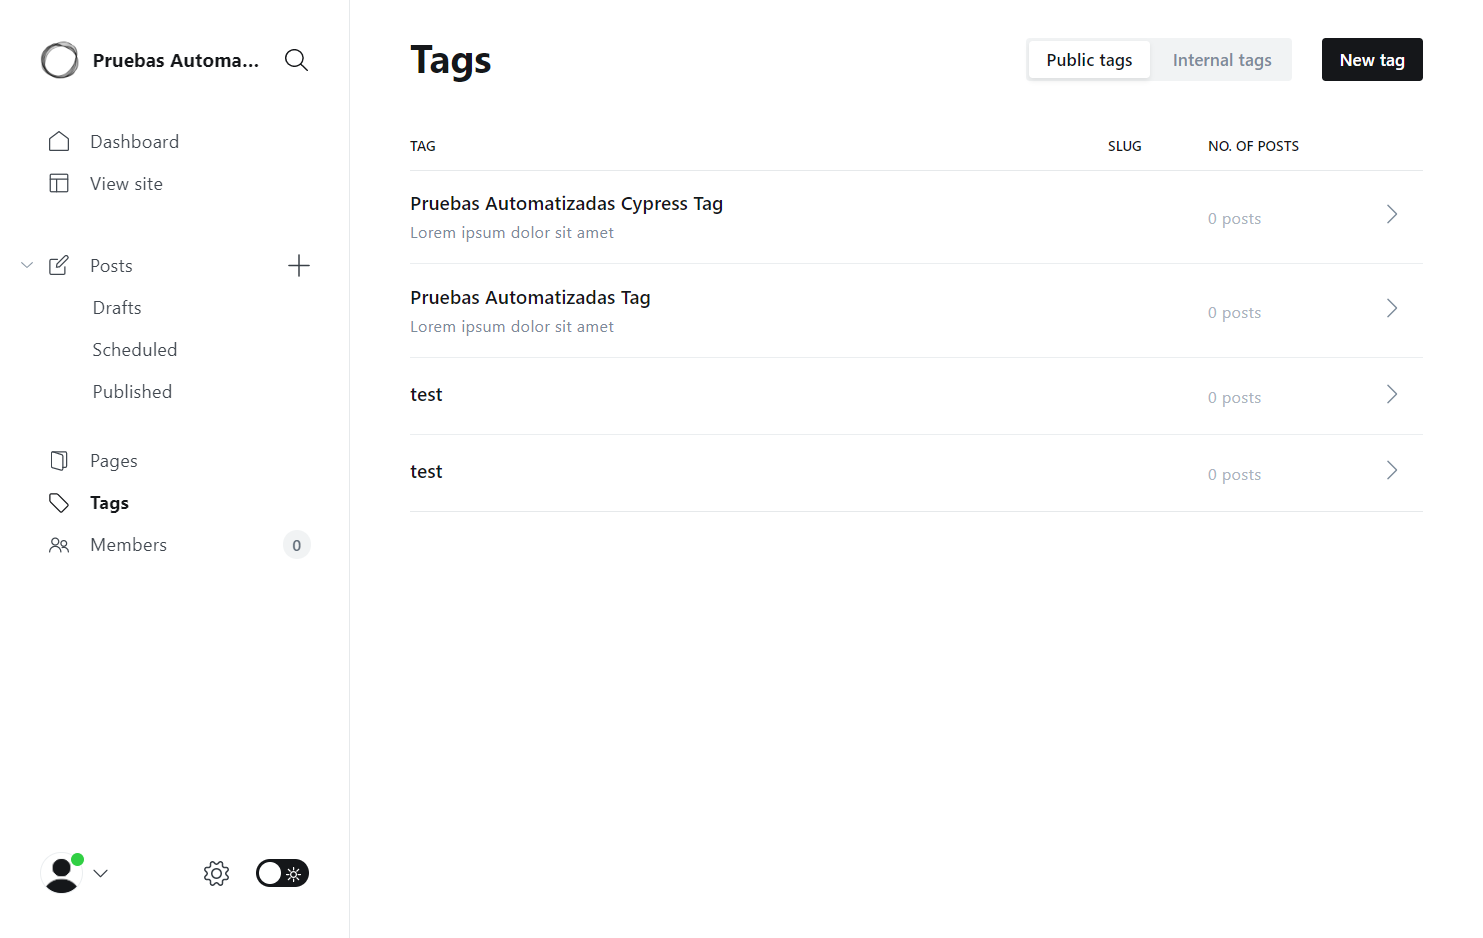 Pruebas Automa...
Dashboard
View site
Posts
Drafts
Scheduled
Published
Pages
Tags
Members
0
Tags
Public tags
Internal tags
New tag
TAG
SLUG
NO. OF POSTS
Pruebas Automatizadas Cypress Tag
Lorem ipsum dolor sit amet
0 posts
Pruebas Automatizadas Tag
Lorem ipsum dolor sit amet
0 posts
test
0 posts
test
0 posts